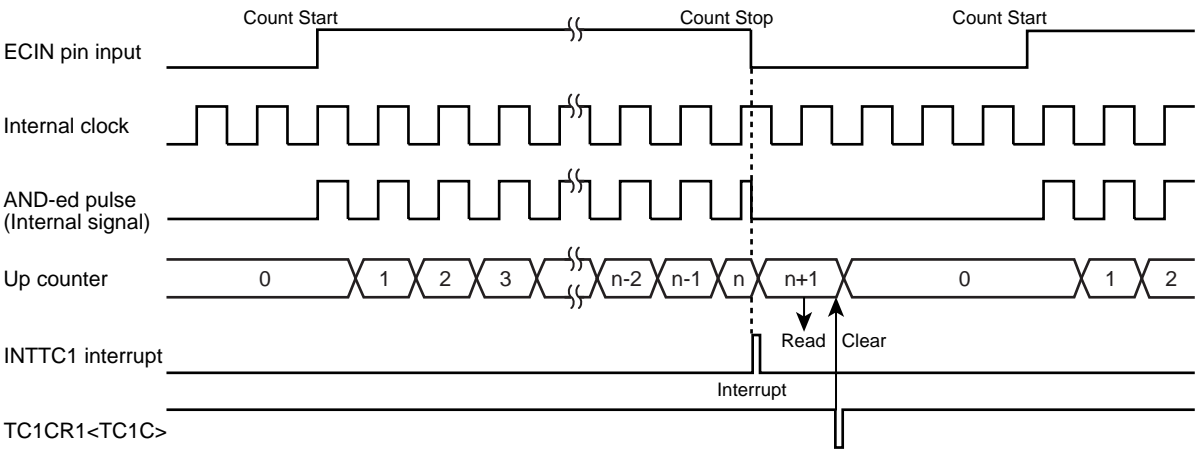 Count Start Count Stop Count Start
ECIN pin input
Internal clock
AND-ed pulse
(Internal signal)
Up counter 0 1 2 3 n-2 n-1 n n+1 0 1 2
Read Clear
INTTC1 interrupt
Interrupt
TC1CR1<TC1C>